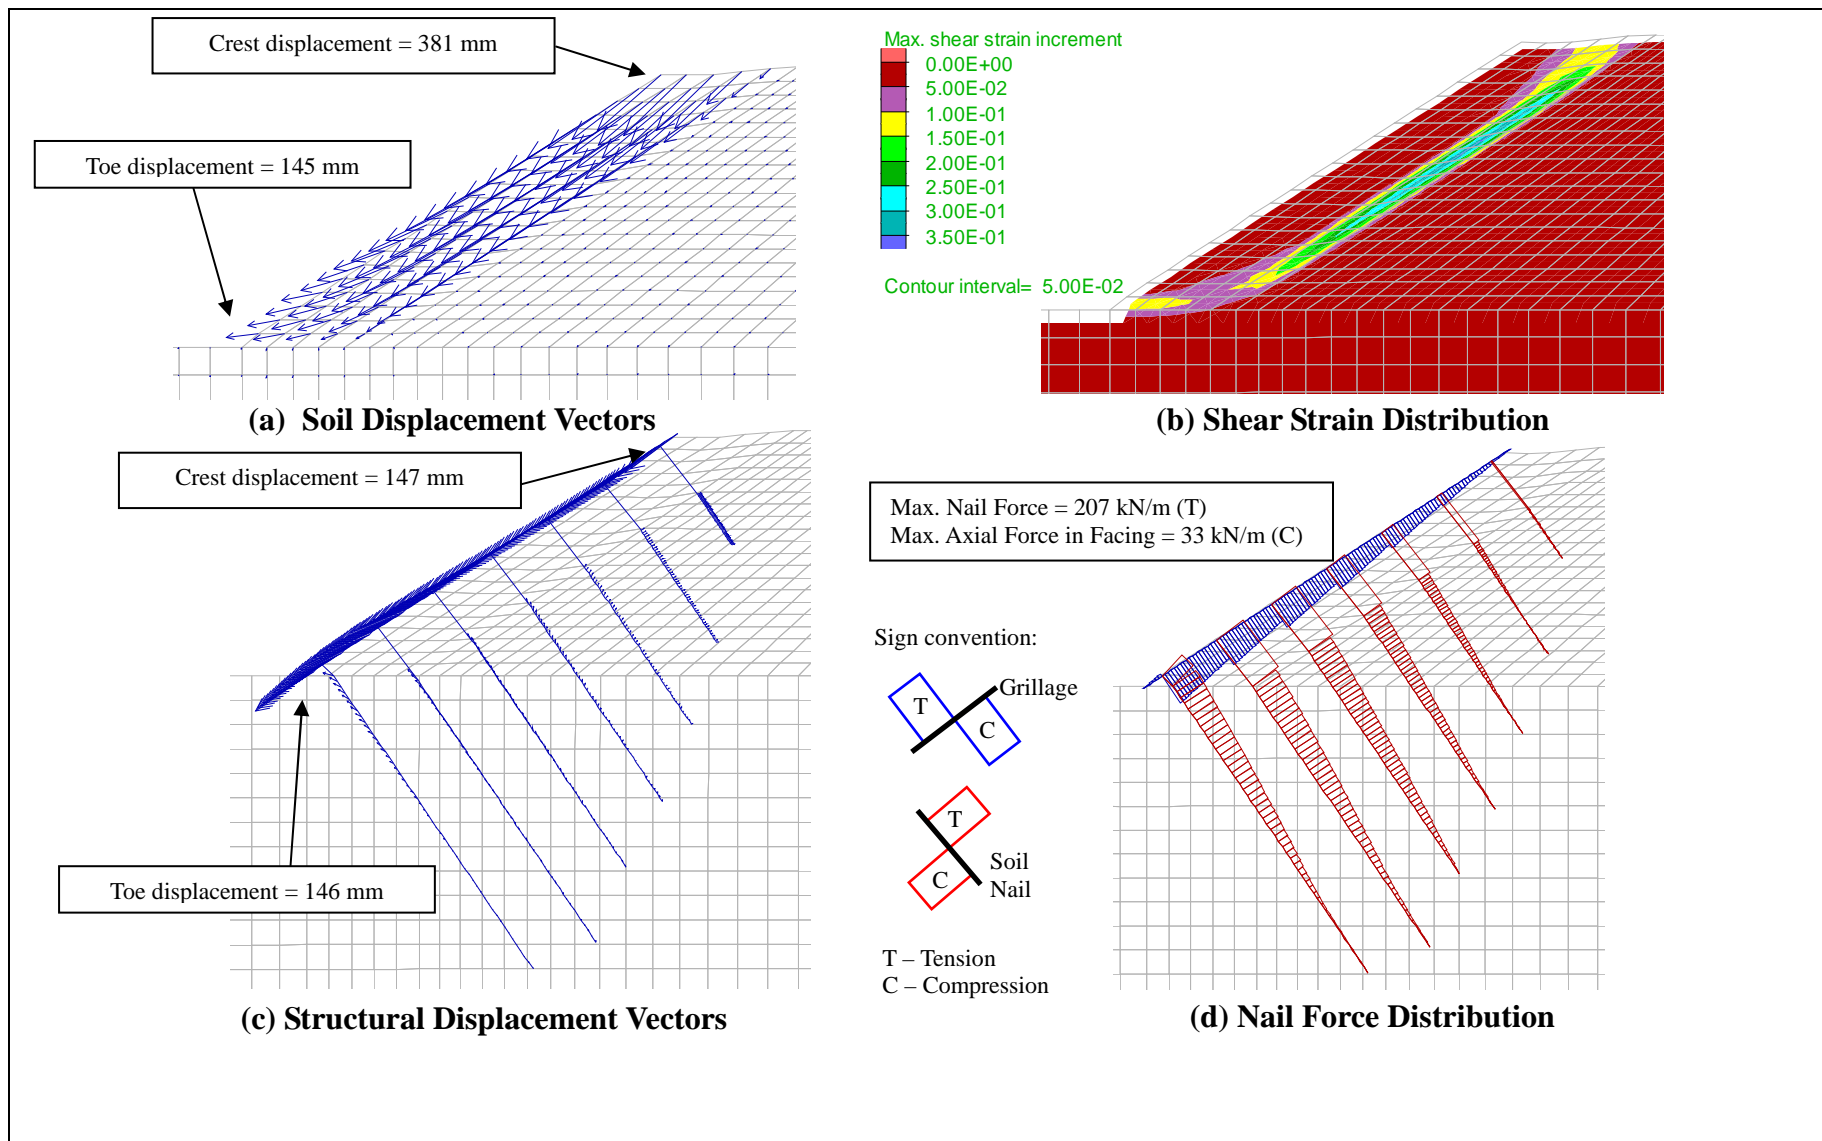 Crest displacement = 381 mm
Toe displacement = 145 mm
(a) Soil Displacement Vectors
Max. shear strain increment
0.00E+00
5.00E-02
1.00E-01
1.50E-01
2.00E-01
2.50E-01
3.00E-01
3.50E-01
Contour interval= 5.00E-02
(b) Shear Strain Distribution
Crest displacement = 147 mm
Toe displacement = 146 mm
(c) Structural Displacement Vectors
Max. Nail Force = 207 kN/m (T)
Max. Axial Force in Facing = 33 kN/m (C)
Sign convention:
Grillage
T
C
T
C
Soil
Nail
T – Tension
C – Compression
(d) Nail Force Distribution